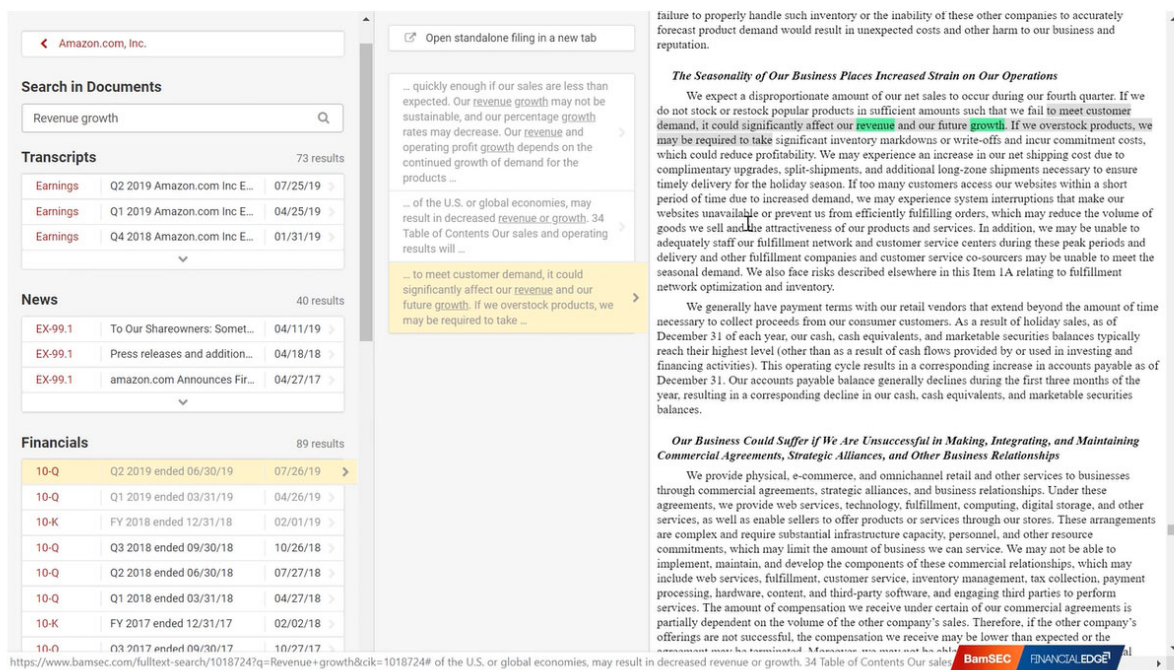 Amazon.com, Inc.
Search in Documents
Revenue growth
Transcripts 73 results
Earnings Q2 2019 Amazon.com Inc E... 07/25/19
Earnings Q1 2019 Amazon.com Inc E... 04/25/19
Earnings Q4 2018 Amazon.com Inc E... 01/31/19
News 40 results
EX-99.1 To Our Shareowners: Somet... 04/11/19
EX-99.1 Press releases and addition... 04/18/18
EX-99.1 amazon.com Announces Fir... 04/27/17
Financials 89 results
10-Q Q2 2019 ended 06/30/19 07/26/19
10-Q Q1 2019 ended 03/31/19 04/26/19
10-K FY 2018 ended 12/31/18 02/01/19
10-Q Q3 2018 ended 09/30/18 10/26/18
10-Q Q2 2018 ended 06/30/18 07/27/18
10-Q Q1 2018 ended 03/31/18 04/27/18
10-K FY 2017 ended 12/31/17 02/02/18
10-Q Q3 2017 ended 09/30/17 10/27/17
Open standalone filing in a new tab
... quickly enough if our sales are less than
expected. Our revenue growth may not be
sustainable, and our percentage growth
rates may decrease. Our revenue and
operating profit growth depends on the
continued growth of demand for the
products ...
... of the U.S. or global economies, may
result in decreased revenue or growth. 34
Table of Contents Our sales and operating
results will ...
... to meet customer demand, it could
significantly affect our revenue and our
future growth. If we overstock products, we
may be required to take ...
failure to properly handle such inventory or the inability of these other companies to accurately
forecast product demand would result in unexpected costs and other harm to our business and
reputation.
The Seasonality of Our Business Places Increased Strain on Our Operations
We expect a disproportionate amount of our net sales to occur during our fourth quarter. If we
do not stock or restock popular products in sufficient amounts such that we fail to meet customer
demand, it could significantly affect our revenue and our future growth. If we overstock products, we
may be required to take significant inventory markdowns or write-offs and incur commitment costs,
which could reduce profitability. We may experience an increase in our net shipping cost due to
complimentary upgrades, split-shipments, and additional long-zone shipments necessary to ensure
timely delivery for the holiday season. If too many customers access our websites within a short
period of time due to increased demand, we may experience system interruptions that make our
websites unavailable or prevent us from efficiently fulfilling orders, which may reduce the volume of
goods we sell and the attractiveness of our products and services. In addition, we may be unable to
adequately staff our fulfillment network and customer service centers during these peak periods and
delivery and other fulfillment companies and customer service co-sourcers may be unable to meet the
seasonal demand. We also face risks described elsewhere in this Item 1A relating to fulfillment
network optimization and inventory.
We generally have payment terms with our retail vendors that extend beyond the amount of time
necessary to collect proceeds from our consumer customers. As a result of holiday sales, as of
December 31 of each year, our cash, cash equivalents, and marketable securities balances typically
reach their highest level (other than as a result of cash flows provided by or used in investing and
financing activities). This operating cycle results in a corresponding increase in accounts payable as of
December 31. Our accounts payable balance generally declines during the first three months of the
year, resulting in a corresponding decline in our cash, cash equivalents, and marketable securities
balances.
Our Business Could Suffer if We Are Unsuccessful in Making, Integrating, and Maintaining
Commercial Agreements, Strategic Alliances, and Other Business Relationships
We provide physical, e-commerce, and omnichannel retail and other services to businesses
through commercial agreements, strategic alliances, and business relationships. Under these
agreements, we provide web services, technology, fulfillment, computing, digital storage, and other
services, as well as enable sellers to offer products or services through our stores. These arrangements
are complex and require substantial infrastructure capacity, personnel, and other resource
commitments, which may limit the amount of business we can service. We may not be able to
implement, maintain, and develop the components of these commercial relationships, which may
include web services, fulfillment, customer service, inventory management, tax collection, payment
processing, hardware, content, and third-party software, and engaging third parties to perform
services. The amount of compensation we receive under certain of our commercial agreements is
partially dependent on the volume of the other company's sales. Therefore, if the other company's
offerings are not successful, the compensation we receive may be lower than expected or the
agreement may be terminated. Moreover, we may not be able
https://www.bamsec.com/fulltext-search/1018724?q=Revenue+growth&cik=1018724# of the U.S. or global economies, may result in decreased revenue or growth. 34 Table of Contents Our sales
BamSEC FINANCIALEDGE